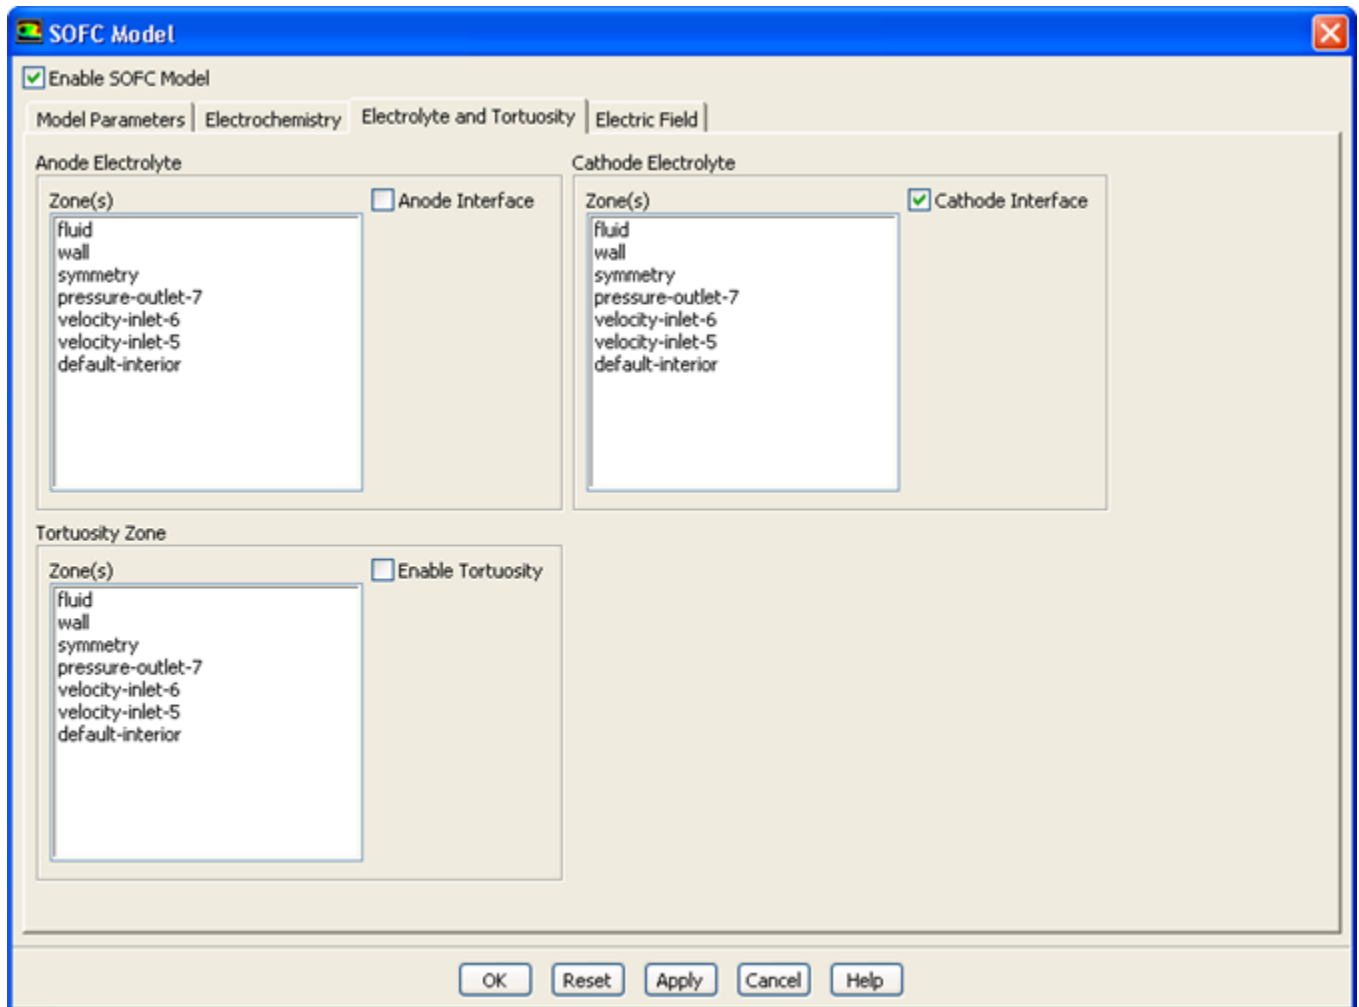 SOFC Model
Enable SOFC Model
Model Parameters Electrochemistry Electrolyte and Tortuosity Electric Field
Anode Electrolyte
Zone(s) Anode Interface
fluid
wall
symmetry
pressure-outlet-7
velocity-inlet-6
velocity-inlet-5
default-interior
Cathode Electrolyte
Zone(s) Cathode Interface
fluid
wall
symmetry
pressure-outlet-7
velocity-inlet-6
velocity-inlet-5
default-interior
Tortuosity Zone
Zone(s) Enable Tortuosity
fluid
wall
symmetry
pressure-outlet-7
velocity-inlet-6
velocity-inlet-5
default-interior
OK Reset Apply Cancel Help